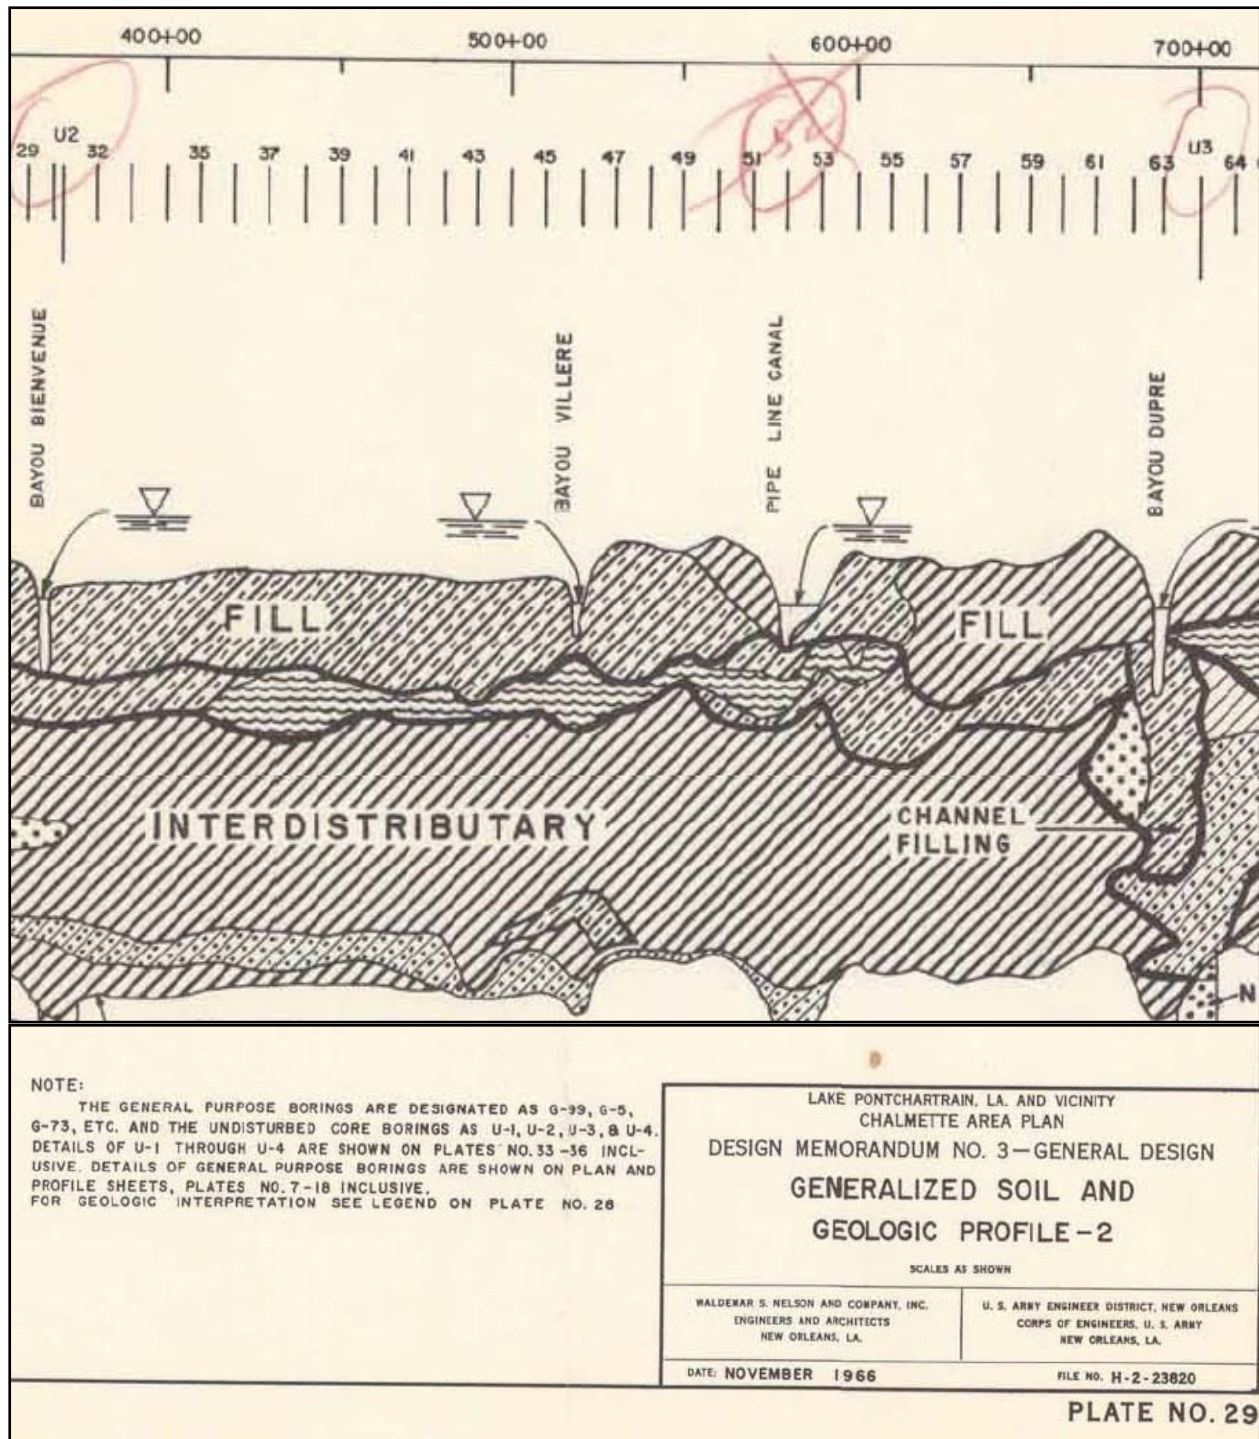 400+00 500+00 600+00 700+00
U2 U3
29 32 35 37 39 41 43 45 47 49 51 53 55 57 59 61 63 64
BAYOU BIENVENUE
BAYOU VILLERE
PIPE LINE CANAL
BAYOU DUPRE
FILL FILL
INTERDISTRIBUTARY
CHANNEL
FILLING
N
NOTE:
THE GENERAL PURPOSE BORINGS ARE DESIGNATED AS G-99, G-5,
G-73, ETC. AND THE UNDISTURBED CORE BORINGS AS U-1, U-2, U-3, & U-4.
DETAILS OF U-1 THROUGH U-4 ARE SHOWN ON PLATES NO. 33-36 INCL-
USIVE. DETAILS OF GENERAL PURPOSE BORINGS ARE SHOWN ON PLAN AND
PROFILE SHEETS, PLATES NO. 7-18 INCLUSIVE.
FOR GEOLOGIC INTERPRETATION SEE LEGEND ON PLATE NO. 28
LAKE PONTCHARTRAIN, LA. AND VICINITY
CHALMETTE AREA PLAN
DESIGN MEMORANDUM NO. 3—GENERAL DESIGN
GENERALIZED SOIL AND
GEOLOGIC PROFILE-2
SCALES AS SHOWN
WALDEMAR S. NELSON AND COMPANY, INC.
ENGINEERS AND ARCHITECTS
NEW ORLEANS, LA.
U. S. ARMY ENGINEER DISTRICT, NEW ORLEANS
CORPS OF ENGINEERS, U. S. ARMY
NEW ORLEANS, LA.
DATE: NOVEMBER 1966
FILE NO. H-2-23820
PLATE NO. 29